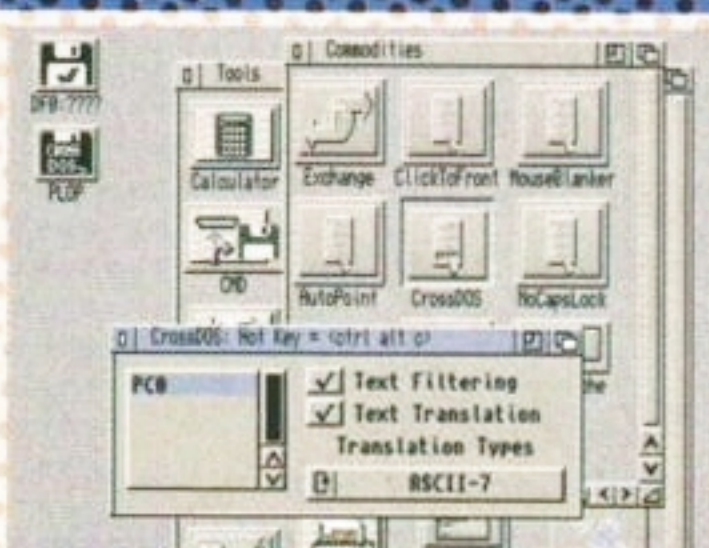 Commodities
Tools
DF0:????
Calculator
Exchange
ClickToFront
MouseBlanker
DOS
PLOP
CMD
AutoPoint
CrossDOS
NoCapsLock
CrossDOS: Hot Key = <ctrl alt c>
PC0
Text Filtering
Text Translation
Translation Types
ASCII-7